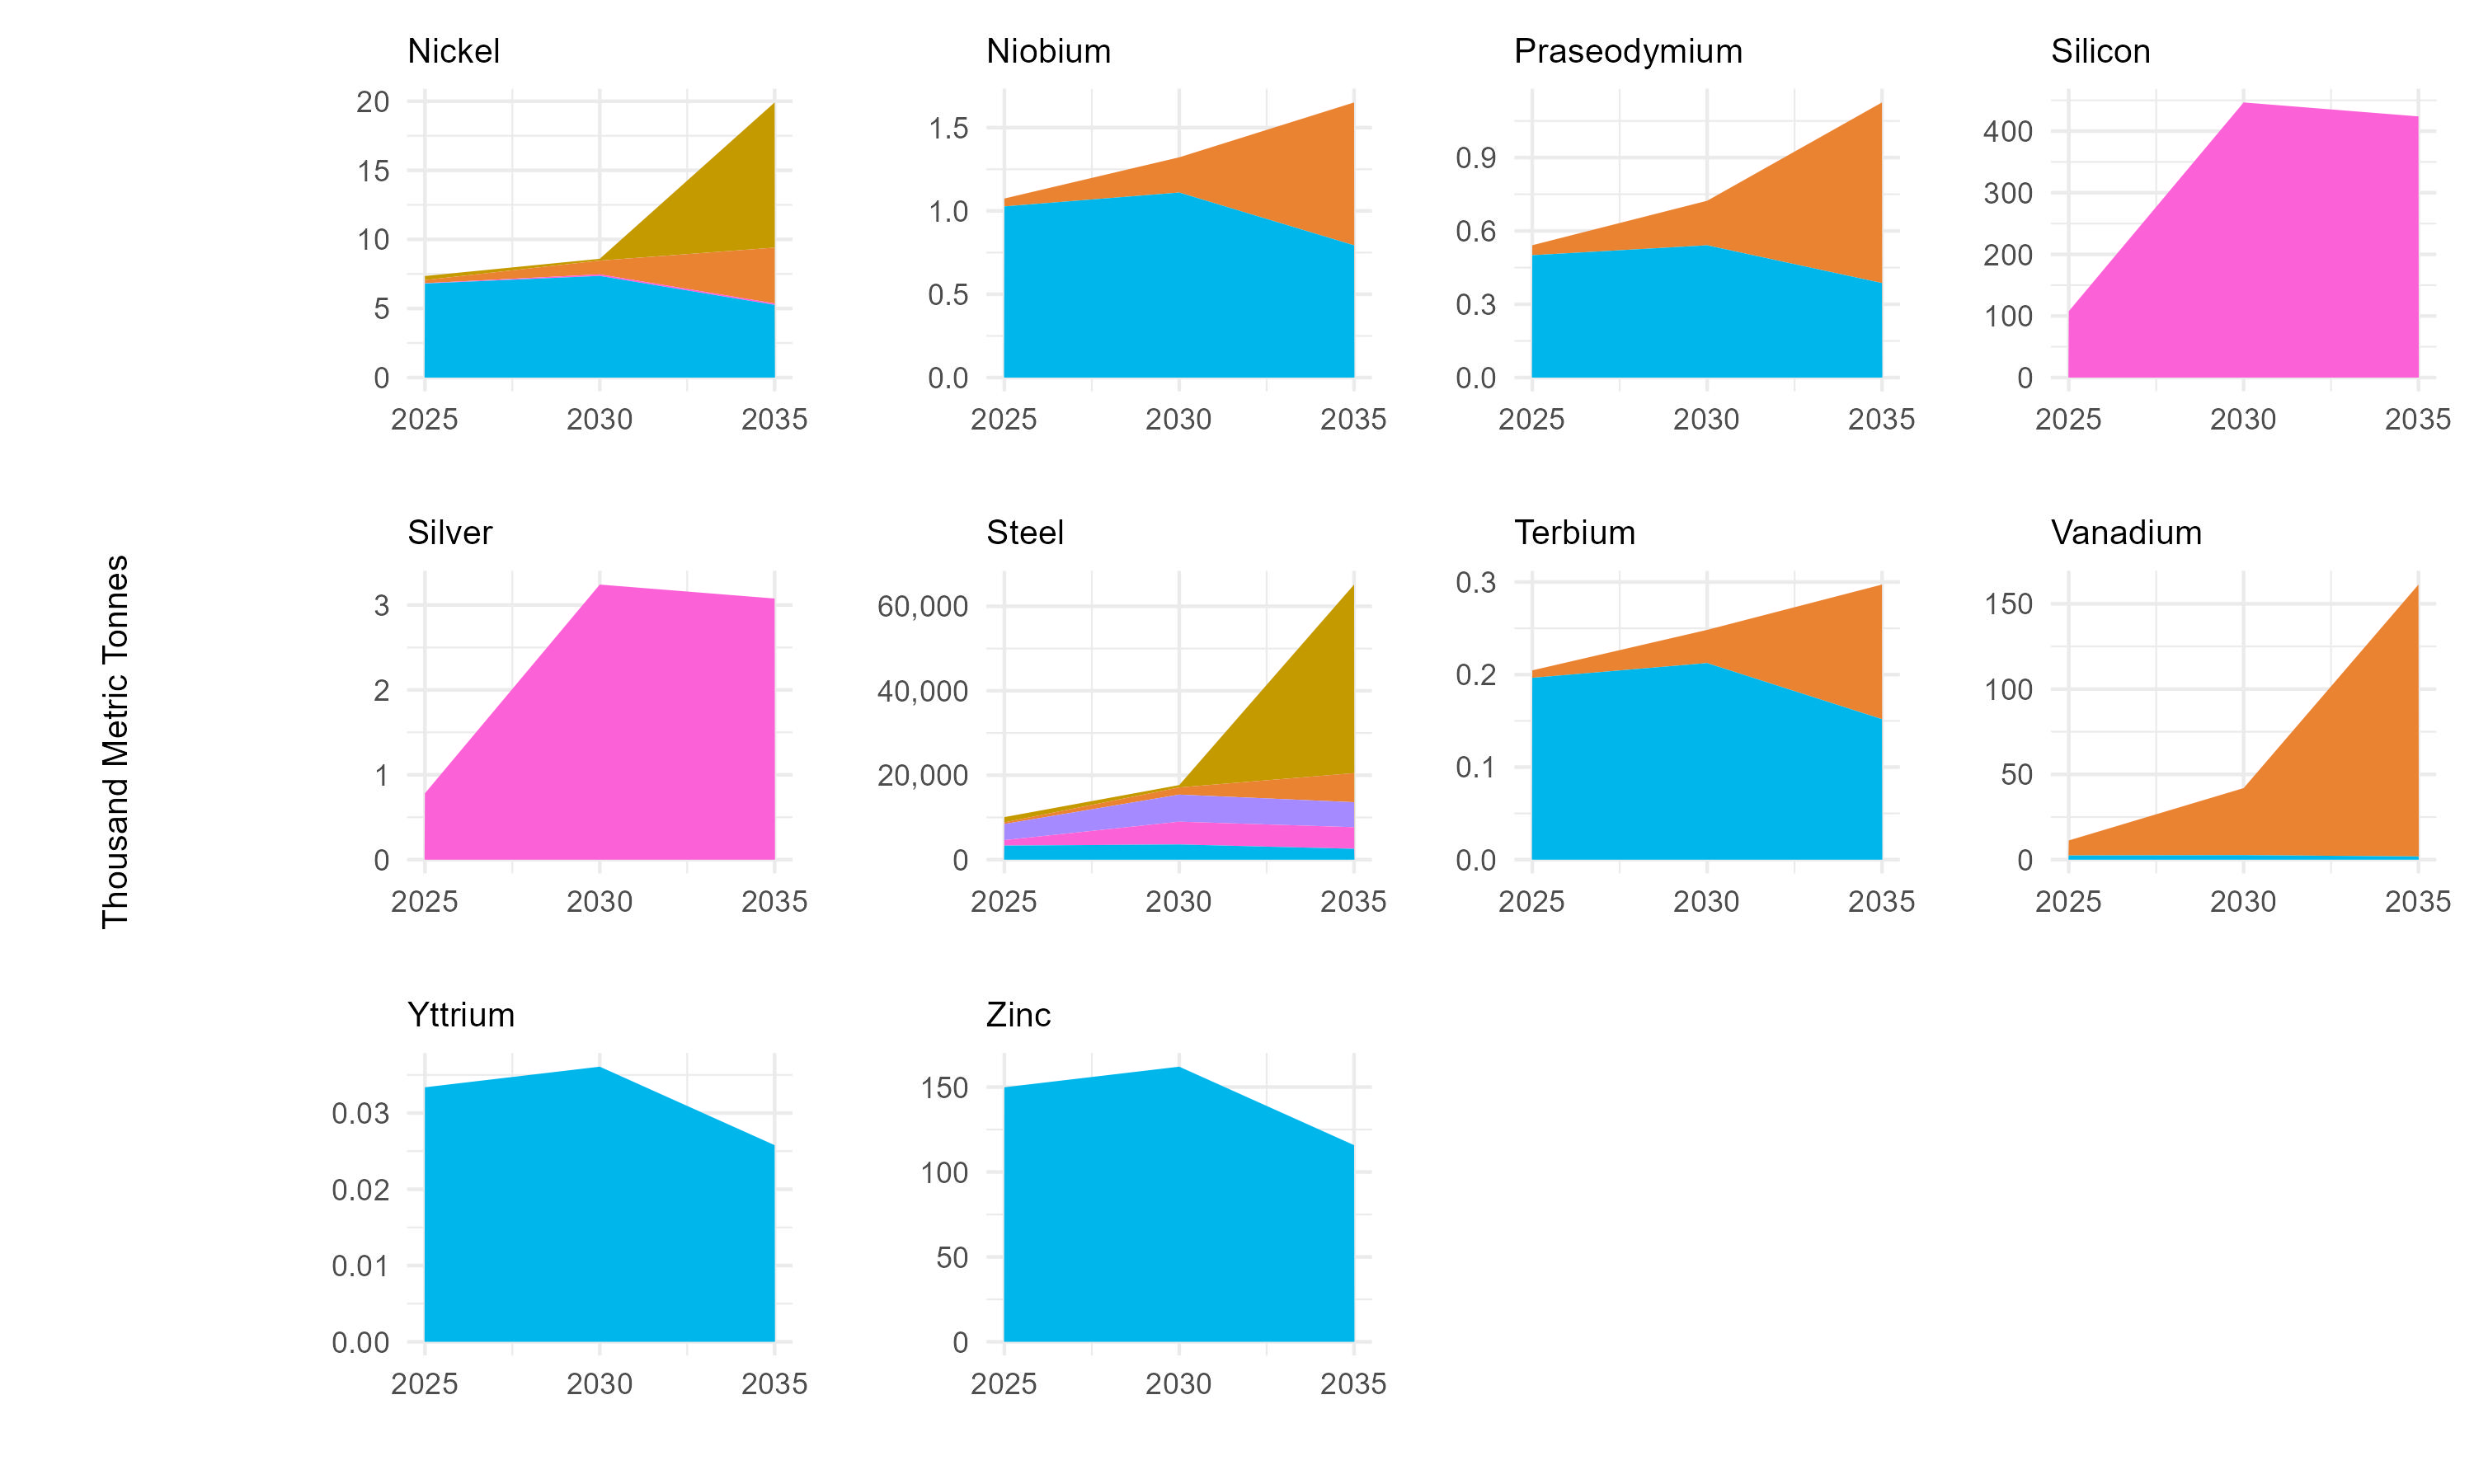 Thousand Metric Tonnes
Nickel
20
15
10
5
0
2025 2030 2035
Niobium
1.5
1.0
0.5
0.0
2025 2030 2035
Praseodymium
0.9
0.6
0.3
0.0
2025 2030 2035
Silicon
400
300
200
100
0
2025 2030 2035
Silver
3
2
1
0
2025 2030 2035
Steel
60,000
40,000
20,000
0
2025 2030 2035
Terbium
0.3
0.2
0.1
0.0
2025 2030 2035
Vanadium
150
100
50
0
2025 2030 2035
Yttrium
0.03
0.02
0.01
0.00
2025 2030 2035
Zinc
150
100
50
0
2025 2030 2035